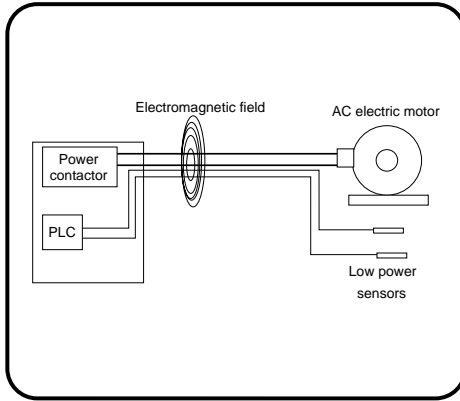 Electromagnetic field
AC electric motor
Power
contactor
PLC
Low power
sensors